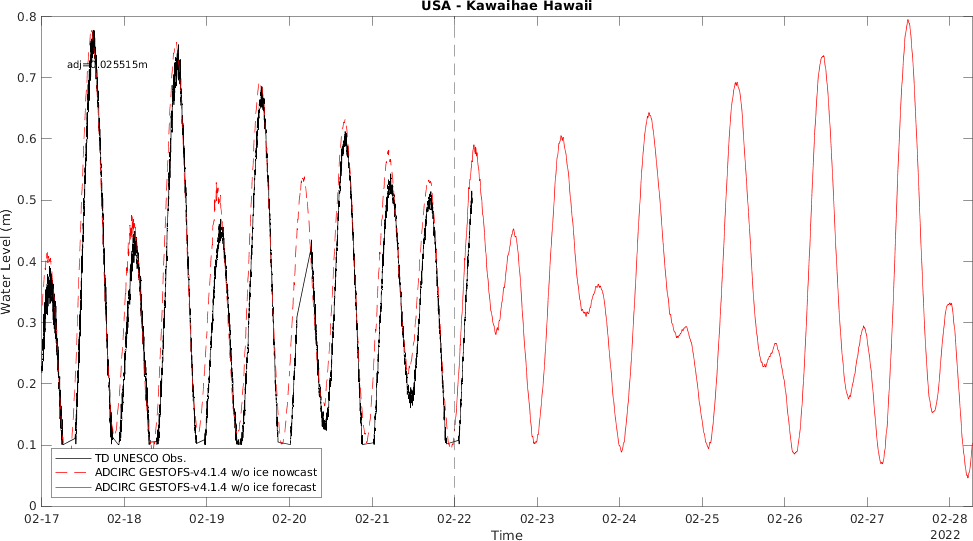 USA - Kawaihae Hawaii
0.8
0.7
adj=0.025515m
0.6
0.5
0.4
0.3
0.2
0.1
0
Water Level (m)
TD UNESCO Obs.
ADCIRC GESTOFS-v4.1.4 w/o ice nowcast
ADCIRC GESTOFS-v4.1.4 w/o ice forecast
02-17 02-18 02-19 02-20 02-21 02-22 02-23 02-24 02-25 02-26 02-27 02-28
Time
2022